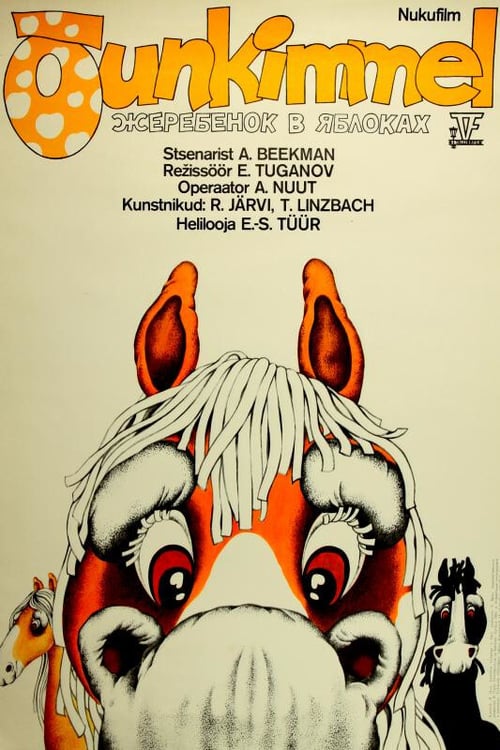 Nukufilm
Õunkimmel
ЖЕРЕБЕНОК В ЯБЛОКАХ
Stsenarist A. BEEKMAN
Režissöör E. TUGANOV
Operaator A. NUUT
Kunstnikud: R. JÄRVI, T. LINZBACH
Helilooja E.-S. TÜÜR